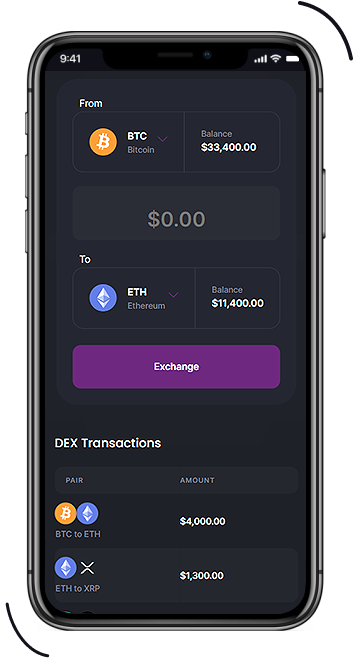 9:41
From
BTC
Bitcoin
Balance
$33,400.00
$0.00
To
ETH
Ethereum
Balance
$11,400.00
Exchange
DEX Transactions
PAIR AMOUNT
BTC to ETH
$4,000.00
ETH to XRP
$1,300.00